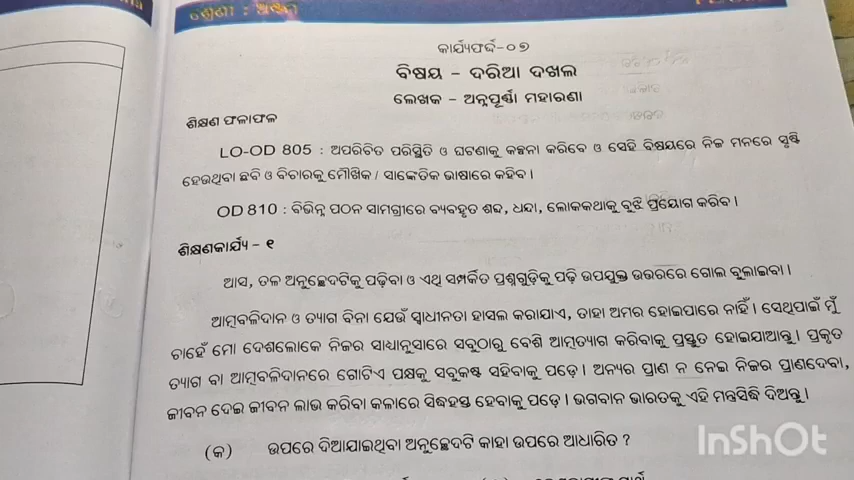 ଶ୍ରେଣୀ : ଅଷ୍ଟମ
କାର୍ଯ୍ୟଫର୍ଦ୍ଦ-୦୭
ବିଷୟ - ଦରିଆ ଦଖଲ
ଲେଖକ - ଅନ୍ନପୂର୍ଣ୍ଣା ମହାରଣା
ଶିକ୍ଷଣ ଫଳାଫଳ
LO-OD 805 : ଅପରିଚିତ ପରିସ୍ଥିତି ଓ ଘଟଣାକୁ କଳ୍ପନା କରିବେ ଓ ସେହି ବିଷୟରେ ନିଜ ମନରେ ସୃଷ୍ଟି
ହେଉଥିବା ଛବି ଓ ବିଚାରକୁ ମୌଖିକ / ସାଙ୍କେତିକ ଭାଷାରେ କହିବ ।
OD 810 : ବିଭିନ୍ନ ପଠନ ସାମଗ୍ରୀରେ ବ୍ୟବହୃତ ଶବ୍ଦ, ଧନ୍ଦା, ଲୋକକଥାକୁ ବୁଝି ପ୍ରୟୋଗ କରିବ ।
ଶିକ୍ଷଣକାର୍ଯ୍ୟ - ୧
ଆସ, ତଳ ଅନୁଚ୍ଛେଦଟିକୁ ପଢ଼ିବା ଓ ଏଥି ସମ୍ପର୍କିତ ପ୍ରଶ୍ନଗୁଡ଼ିକୁ ପଢ଼ି ଉପଯୁକ୍ତ ଉତ୍ତରରେ ଗୋଲ ବୁଲାଇବା ।
ଆତ୍ମବଳିଦାନ ଓ ତ୍ୟାଗ ବିନା ଯେଉଁ ସ୍ୱାଧୀନତା ହାସଲ କରାଯାଏ, ତାହା ଅମର ହୋଇପାରେ ନାହିଁ । ସେଥିପାଇଁ ମୁଁ
ଚାହେଁ ମୋ ଦେଶଲୋକେ ନିଜର ସାଧ୍ୟାନୁସାରେ ସବୁଠାରୁ ବେଶି ଆତ୍ମତ୍ୟାଗ କରିବାକୁ ପ୍ରସ୍ତୁତ ହୋଇଯାଆନ୍ତୁ । ପ୍ରକୃତ
ତ୍ୟାଗ ବା ଆତ୍ମବଳିଦାନରେ ଗୋଟିଏ ପକ୍ଷକୁ ସବୁକଷ୍ଟ ସହିବାକୁ ପଡ଼େ । ଅନ୍ୟର ପ୍ରାଣ ନ ନେଇ ନିଜର ପ୍ରାଣଦେବା,
ଜୀବନ ଦେଇ ଜୀବନ ଲାଭ କରିବା କଳାରେ ସିଦ୍ଧହସ୍ତ ହେବାକୁ ପଡ଼େ । ଭଗବାନ ଭାରତକୁ ଏହି ମନ୍ତ୍ରସିଦ୍ଧି ଦିଅନ୍ତୁ ।
(କ) ଉପରେ ଦିଆଯାଇଥିବା ଅନୁଚ୍ଛେଦଟି କାହା ଉପରେ ଆଧାରିତ ?
InShOt